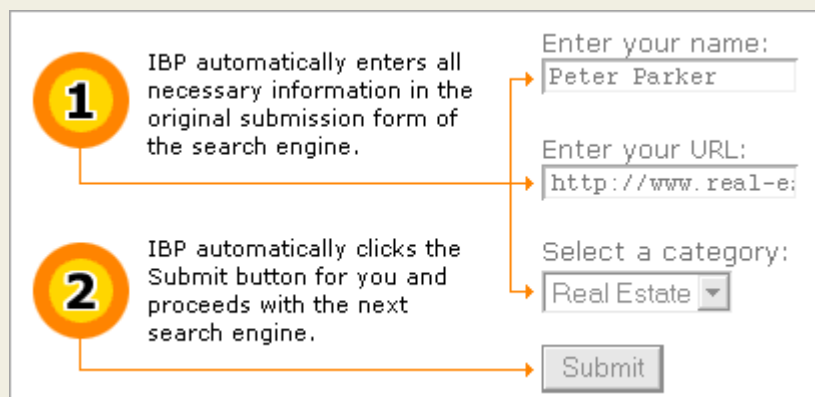 1
IBP automatically enters all
necessary information in the
original submission form of
the search engine.
2
IBP automatically clicks the
Submit button for you and
proceeds with the next
search engine.
Enter your name:
Peter Parker
Enter your URL:
http://www.real-e
Select a category:
Real Estate
Submit